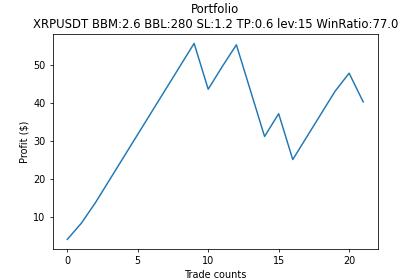 Portfolio
XRPUSDT BBM:2.6 BBL:280 SL:1.2 TP:0.6 lev:15 WinRatio:77.0
Profit ($)
50
40
30
20
10
0 5 10 15 20
Trade counts